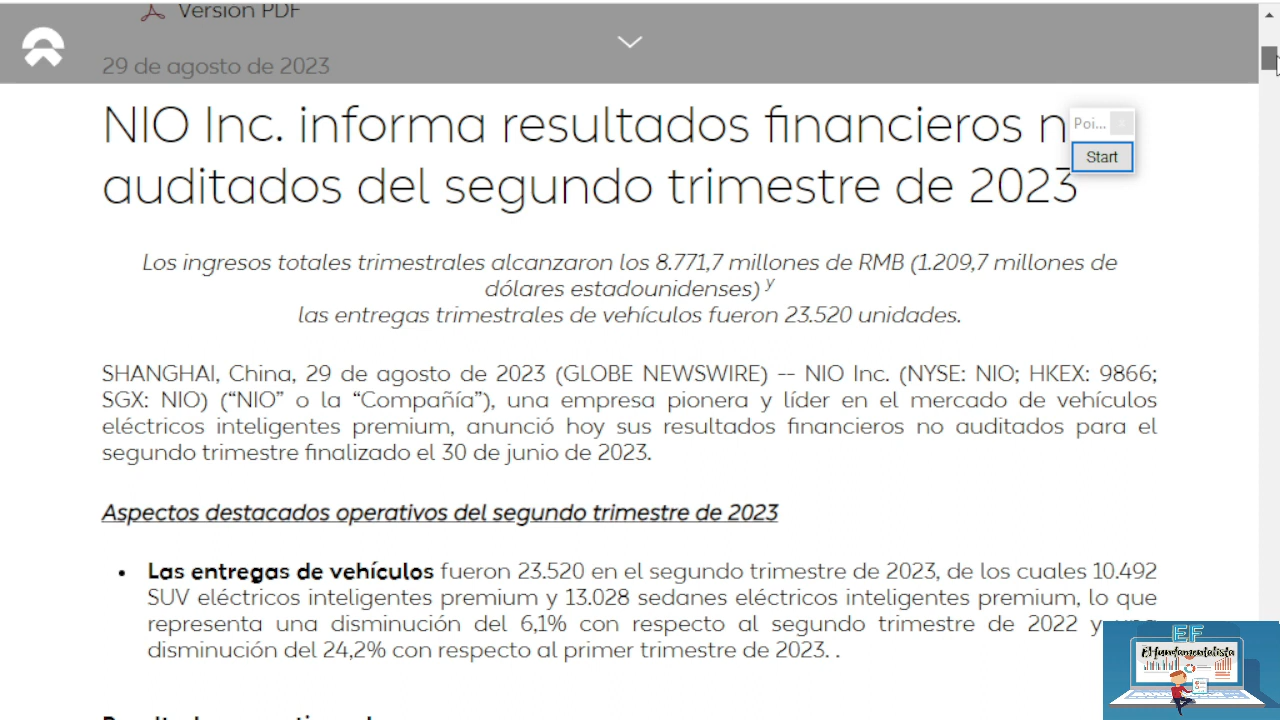 Versión PDF
29 de agosto de 2023
NIO Inc. informa resultados financieros n
auditados del segundo trimestre de 2023
Poi...
Start
Los ingresos totales trimestrales alcanzaron los 8.771,7 millones de RMB (1.209,7 millones de
dólares estadounidenses) y
las entregas trimestrales de vehículos fueron 23.520 unidades.
SHANGHAI, China, 29 de agosto de 2023 (GLOBE NEWSWIRE) -- NIO Inc. (NYSE: NIO; HKEX: 9866;
SGX: NIO) (“NIO” o la “Compañía”), una empresa pionera y líder en el mercado de vehículos
eléctricos inteligentes premium, anunció hoy sus resultados financieros no auditados para el
segundo trimestre finalizado el 30 de junio de 2023.
Aspectos destacados operativos del segundo trimestre de 2023
• Las entregas de vehículos fueron 23.520 en el segundo trimestre de 2023, de los cuales 10.492
SUV eléctricos inteligentes premium y 13.028 sedanes eléctricos inteligentes premium, lo que
representa una disminución del 6,1% con respecto al segundo trimestre de 2022 y una
disminución del 24,2% con respecto al primer trimestre de 2023. .
EF
El fundamentalista